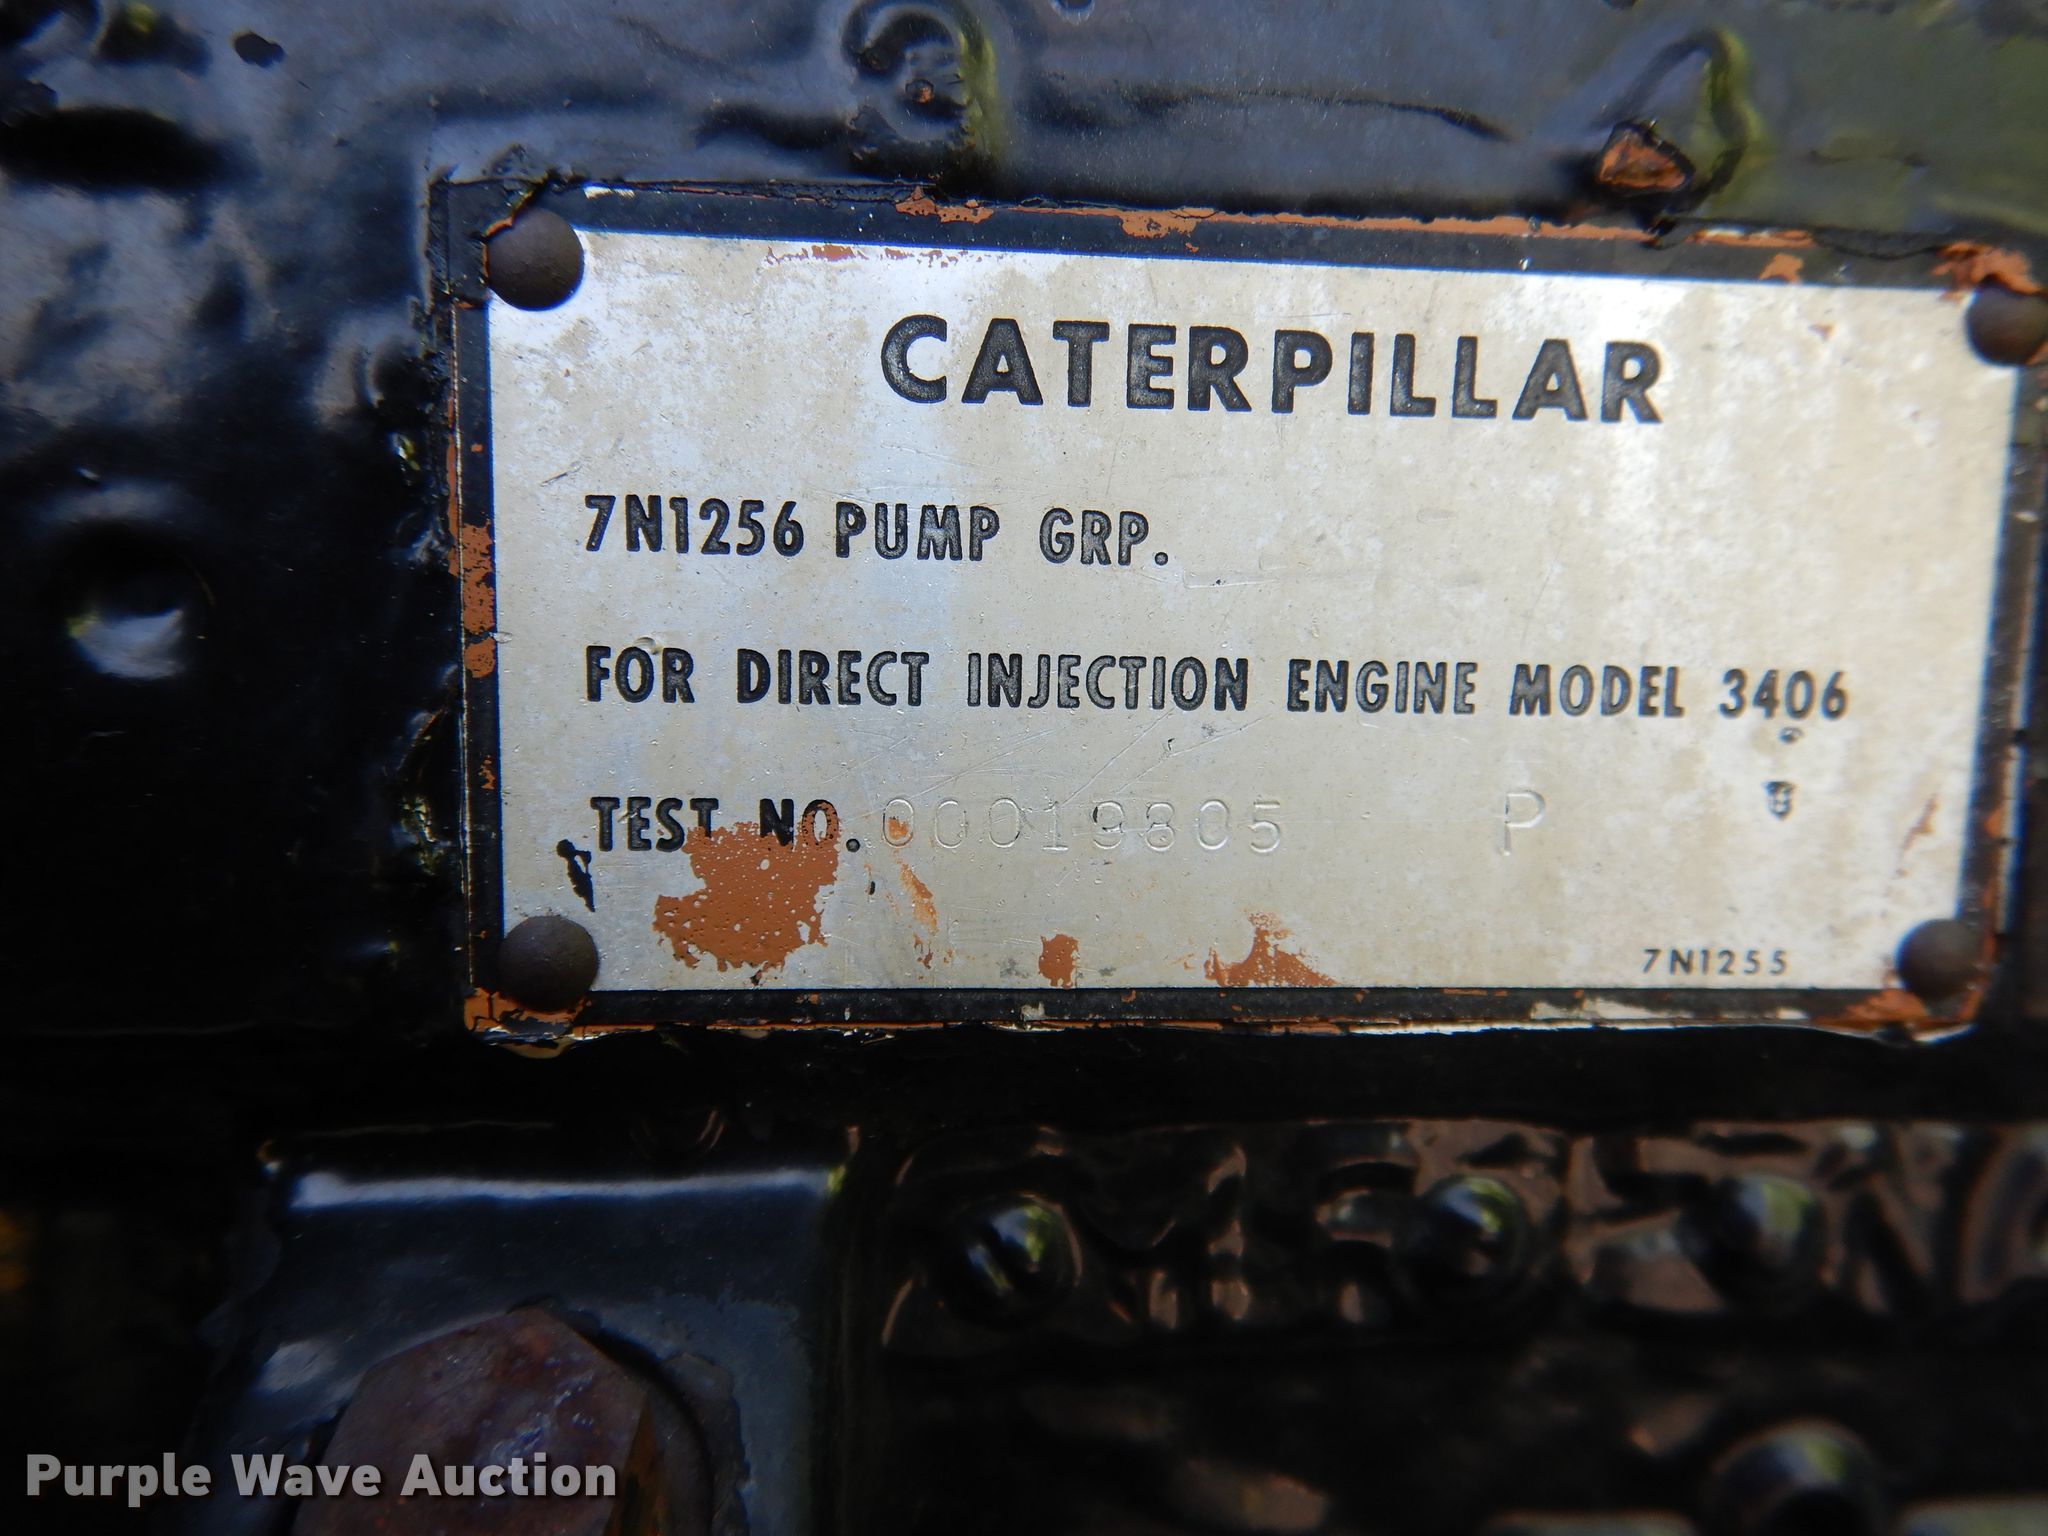 CATERPILLAR
7N1256 PUMP GRP.
FOR DIRECT INJECTION ENGINE MODEL 3406
TEST NO. 00019805 P
7N1255
Purple Wave Auction